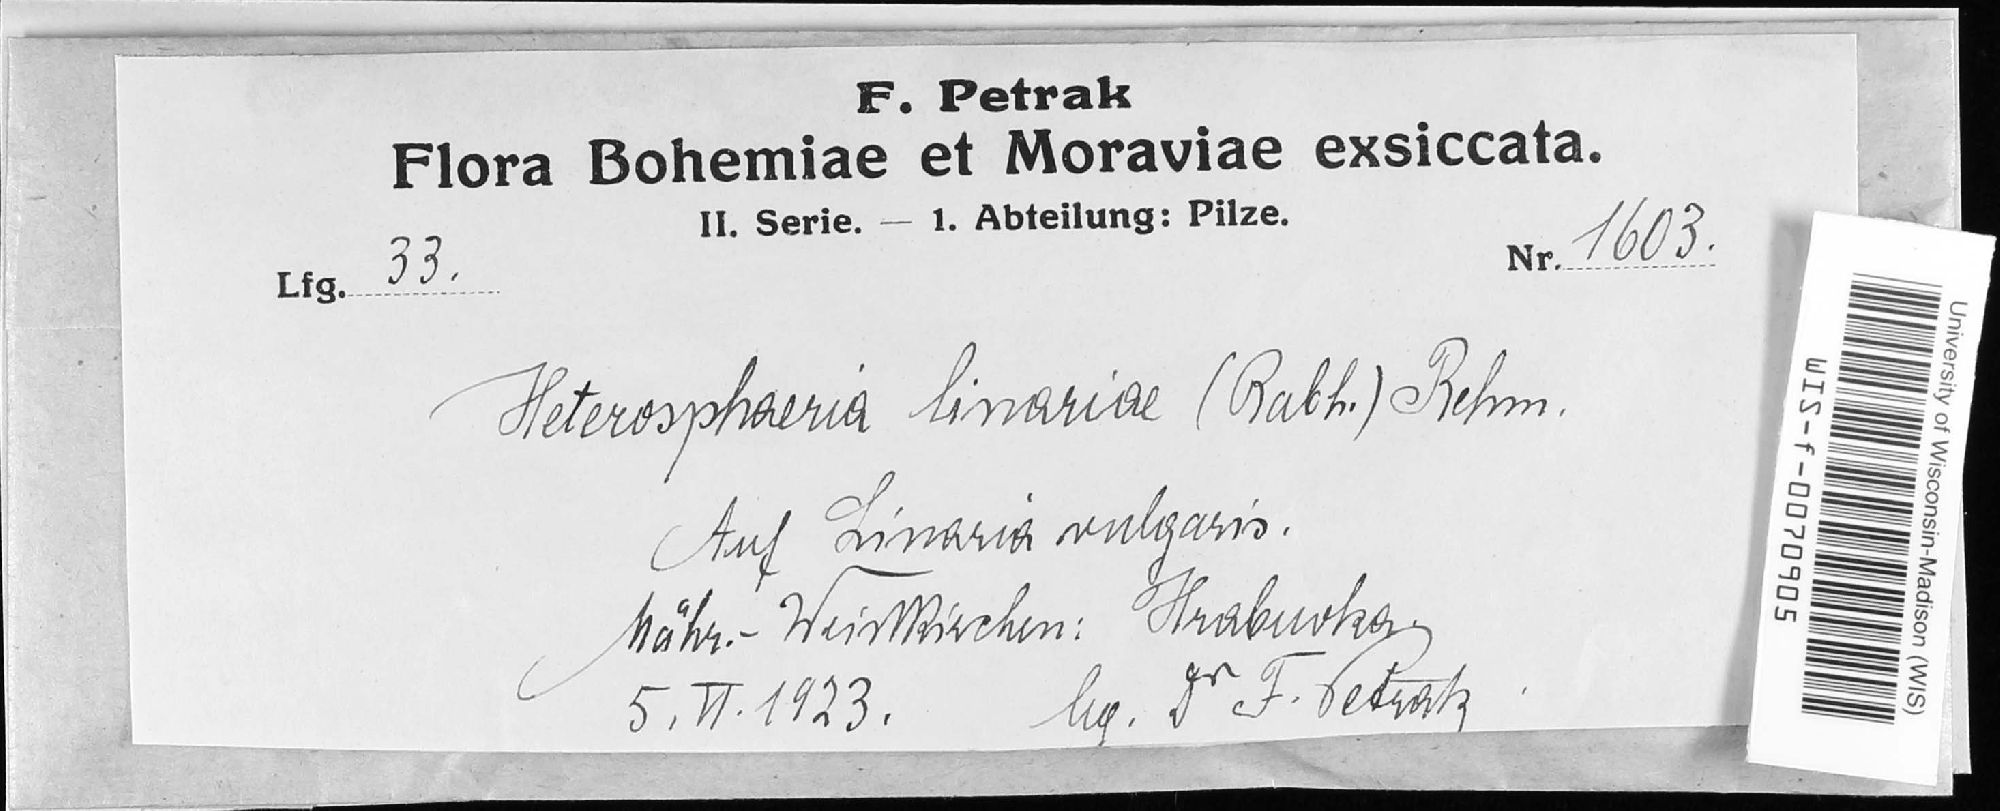 F. Petrak
Flora Bohemiae et Moraviae exsiccata.
II. Serie. — 1. Abteilung: Pilze.
Lfg. 33.
Nr. 1603.
Heterosphaeria linariae (Rabh.) Rehm.
Auf Linaria vulgaris.
Mähr.- Weisskirchen: Hrabuvka,
5. VI. 1923. leg. Dr F. Petrak
University of Wisconsin-Madison (WIS)
WIS-f-0070905